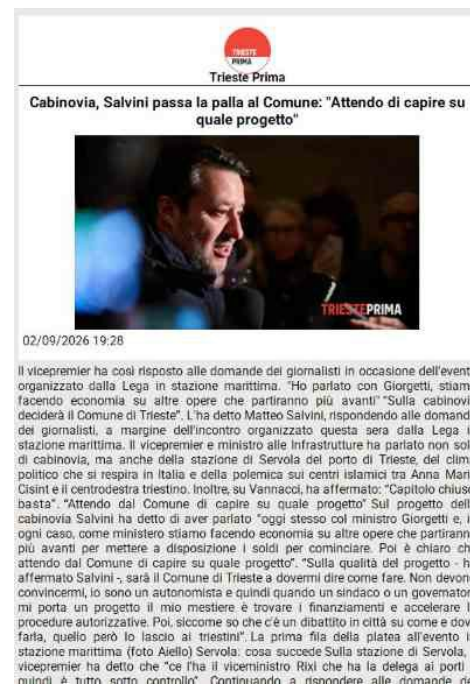 TRIESTE
PRIMA
Trieste Prima
Cabinovia, Salvini passa la palla al Comune: "Attendo di capire su
quale progetto"
TRIESTEPRIMA
02/09/2026 19:28
Il vicepremier ha così risposto alle domande dei giornalisti in occasione dell'event
organizzato dalla Lega in stazione marittima. "Ho parlato con Giorgetti, stiam
facendo economia su altre opere che partiranno più avanti" "Sulla cabinovi
deciderà il Comune di Trieste". L'ha detto Matteo Salvini, rispondendo alle domand
dei giornalisti, a margine dell'incontro organizzato questa sera dalla Lega i
stazione marittima. Il vicepremier e ministro alle Infrastrutture ha parlato non sol
di cabinovia, ma anche della stazione di Servola del porto di Trieste, del clim
politico che si respira in Italia e della polemica sui centri islamici tra Anna Mari
Cisint e il centrodestra triestino. Inoltre, su Vannacci, ha affermato: "Capitolo chius
basta". "Attendo dal Comune di capire su quale progetto" Sul progetto dell
cabinovia Salvini ha detto di aver parlato "oggi stesso col ministro Giorgetti e, i
ogni caso, come ministero stiamo facendo economia su altre opere che partirann
più avanti per mettere a disposizione i soldi per cominciare. Poi è chiaro ch
attendo dal Comune di capire su quale progetto". "Sulla qualità del progetto - h
affermato Salvini -, sarà il Comune di Trieste a dovermi dire come fare. Non devon
convincermi, io sono un autonomista e quindi quando un sindaco o un governator
mi porta un progetto il mio mestiere è trovare i finanziamenti e accelerare l
procedure autorizzative. Poi, siccome so che c'è un dibattito in città su come e dov
farla, quello però lo lascio ai triestini". La prima fila della platea all'evento i
stazione marittima (foto Aiello) Servola: cosa succede Sulla stazione di Servola,
vicepremier ha detto che "ce l'ha il viceministro Rixi che ha la delega ai porti
quindi è tutto sotto controllo". Continuando a rispondere alle domande de